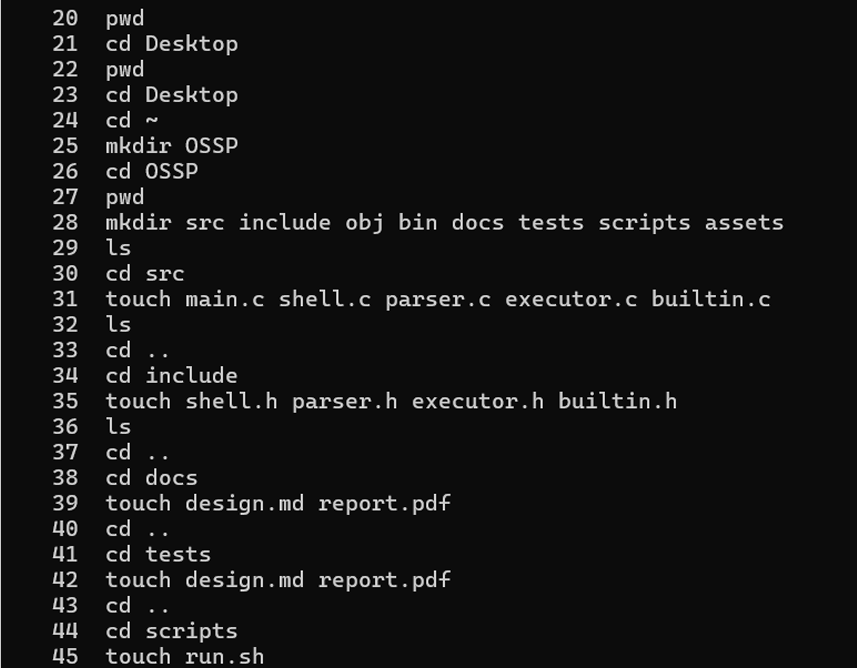 20 pwd
21 cd Desktop
22 pwd
23 cd Desktop
24 cd ~
25 mkdir OSSP
26 cd OSSP
27 pwd
28 mkdir src include obj bin docs tests scripts assets
29 ls
30 cd src
31 touch main.c shell.c parser.c executor.c builtin.c
32 ls
33 cd ..
34 cd include
35 touch shell.h parser.h executor.h builtin.h
36 ls
37 cd ..
38 cd docs
39 touch design.md report.pdf
40 cd ..
41 cd tests
42 touch design.md report.pdf
43 cd ..
44 cd scripts
45 touch run.sh